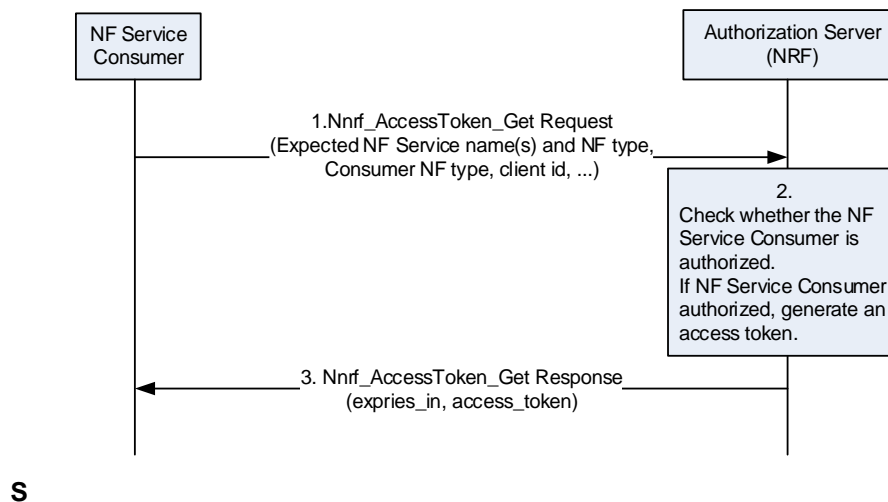 NF Service
Consumer
Authorization Server
(NRF)
1.Nnrf_AccessToken_Get Request
(Expected NF Service name(s) and NF type,
Consumer NF type, client id, ...)
2.
Check whether the NF
Service Consumer is
authorized.
If NF Service Consumer
authorized, generate an
access token.
3. Nnrf_AccessToken_Get Response
(expries_in, access_token)
S